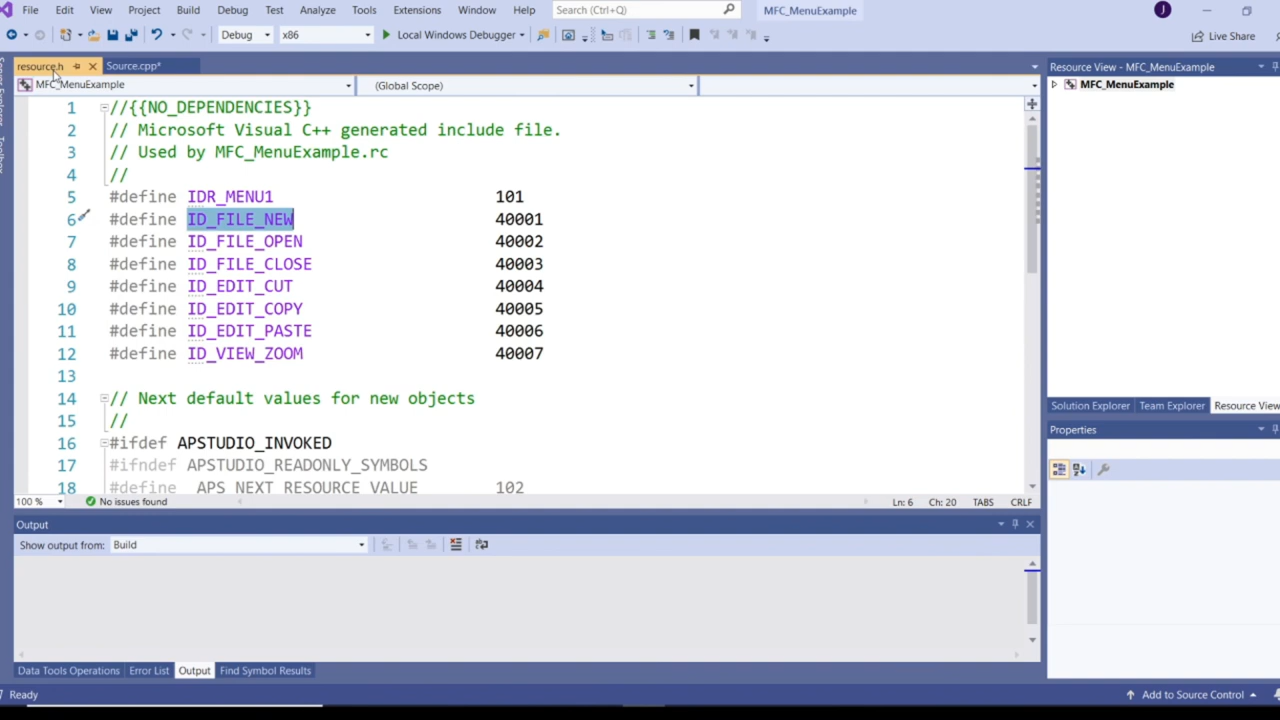 File Edit View Project Build Debug Test Analyze Tools Extensions Window Help Search (Ctrl+Q) MFC_MenuExample J
Debug x86 Local Windows Debugger Live Share
resource.h Source.cpp*
MFC_MenuExample (Global Scope)
1 //{{NO_DEPENDENCIES}}
2 // Microsoft Visual C++ generated include file.
3 // Used by MFC_MenuExample.rc
4 //
5 #define IDR_MENU1 101
6 #define ID_FILE_NEW 40001
7 #define ID_FILE_OPEN 40002
8 #define ID_FILE_CLOSE 40003
9 #define ID_EDIT_CUT 40004
10 #define ID_EDIT_COPY 40005
11 #define ID_EDIT_PASTE 40006
12 #define ID_VIEW_ZOOM 40007
13
14 // Next default values for new objects
15 //
16 #ifdef APSTUDIO_INVOKED
17 #ifndef APSTUDIO_READONLY_SYMBOLS
18 #define _APS_NEXT_RESOURCE_VALUE 102
100 % No issues found Ln: 6 Ch: 20 TABS CRLF
Resource View - MFC_MenuExample
MFC_MenuExample
Solution Explorer Team Explorer Resource View
Properties
Output
Show output from: Build
Data Tools Operations Error List Output Find Symbol Results
Ready Add to Source Control